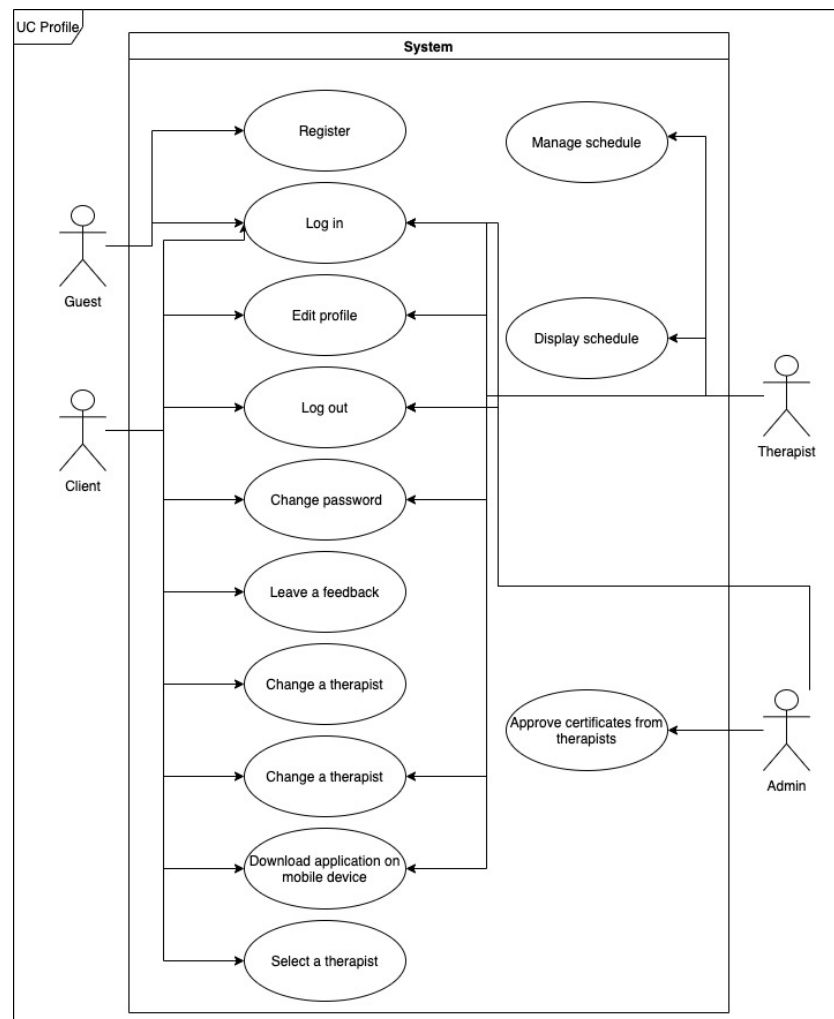 UC Profile
System
Register
Manage schedule
Log in
Guest
Edit profile
Display schedule
Log out
Client
Therapist
Change password
Leave a feedback
Change a therapist
Approve certificates from
therapists
Change a therapist
Admin
Download application on
mobile device
Select a therapist